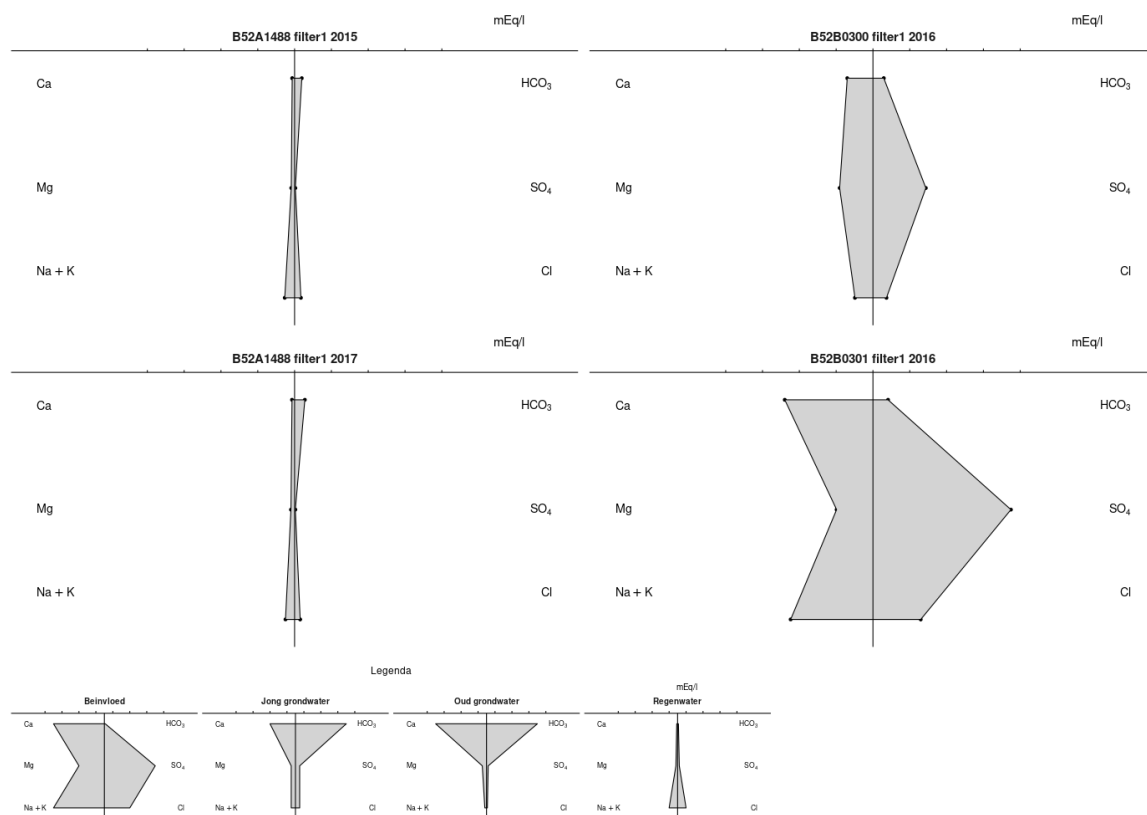 mEq/l
B52A1488 filter1 2015
Ca
HCO₃
Mg
SO₄
Na + K
Cl
mEq/l
B52B0300 filter1 2016
Ca
HCO₃
Mg
SO₄
Na + K
Cl
mEq/l
B52A1488 filter1 2017
Ca
HCO₃
Mg
SO₄
Na + K
Cl
mEq/l
B52B0301 filter1 2016
Ca
HCO₃
Mg
SO₄
Na + K
Cl
Legenda
Beinvloed
Ca
HCO₃
Mg
SO₄
Na + K
Cl
Jong grondwater
Ca
HCO₃
Mg
SO₄
Na + K
Cl
Oud grondwater
Ca
HCO₃
Mg
SO₄
Na + K
Cl
mEq/l
Regenwater
Ca
HCO₃
Mg
SO₄
Na + K
Cl